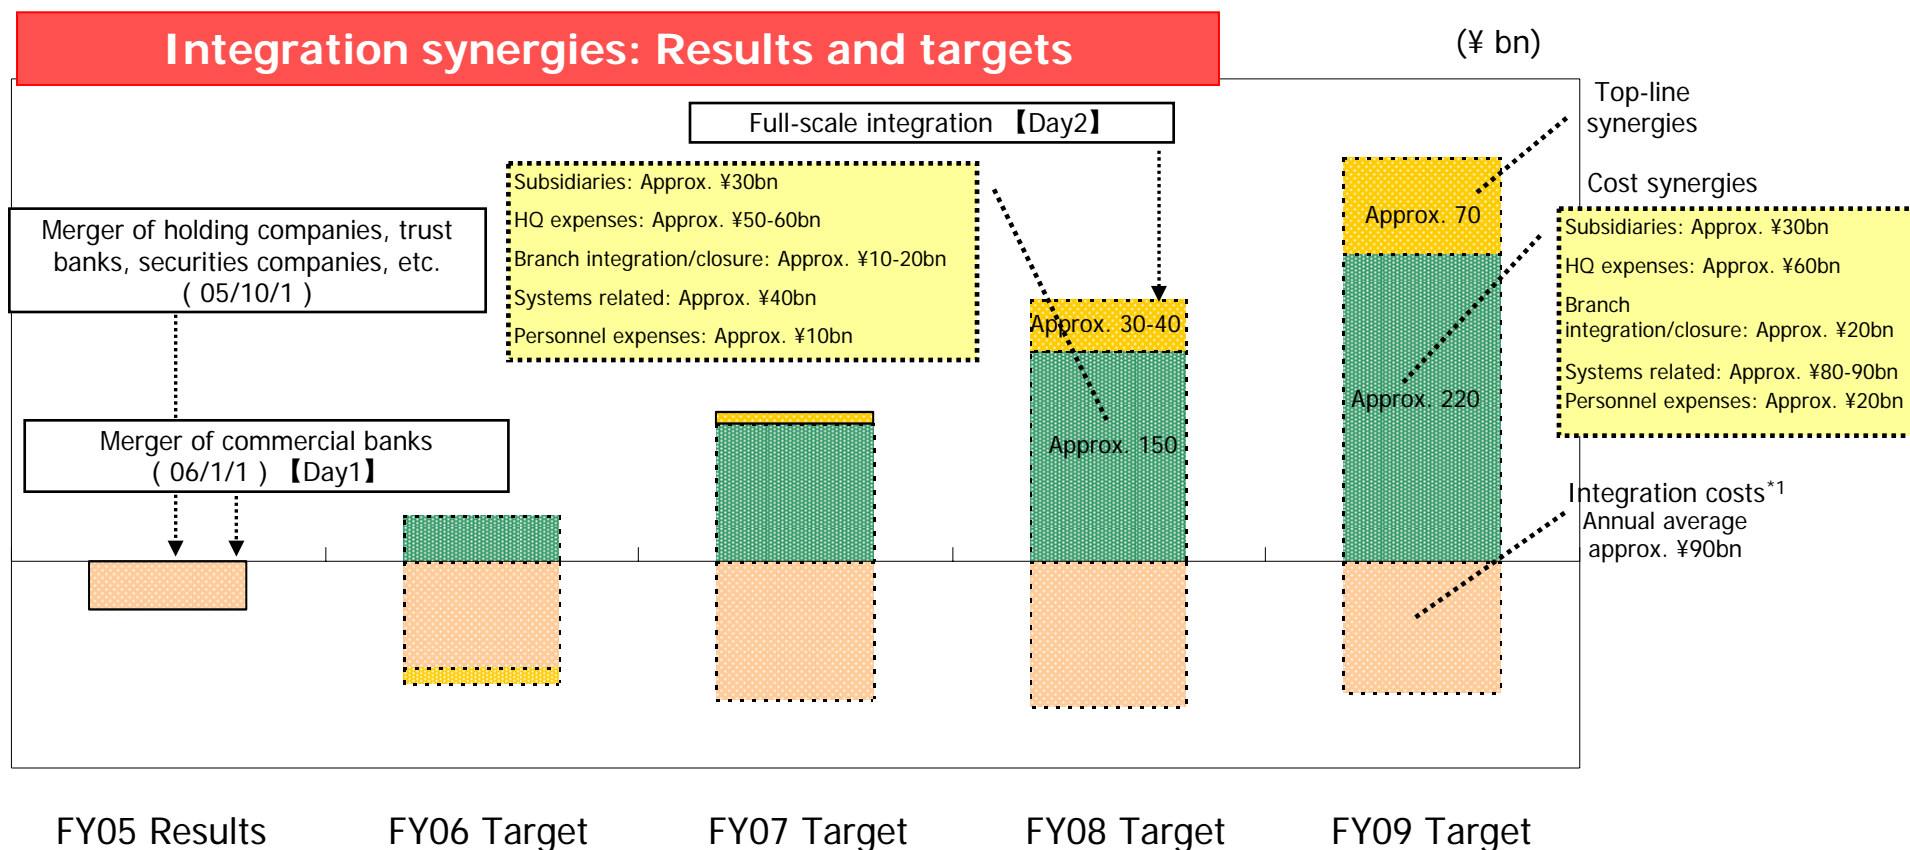 Integration synergies: Results and targets
(¥ bn)
Top-line
synergies
Full-scale integration 【Day2】
Subsidiaries: Approx. ¥30bn
HQ expenses: Approx. ¥50-60bn
Branch integration/closure: Approx. ¥10-20bn
Systems related: Approx. ¥40bn
Personnel expenses: Approx. ¥10bn
Merger of holding companies, trust
banks, securities companies, etc.
( 05/10/1 )
Merger of commercial banks
( 06/1/1 ) 【Day1】
Approx. 30-40
Approx. 150
Approx. 70
Approx. 220
Cost synergies
Subsidiaries: Approx. ¥30bn
HQ expenses: Approx. ¥60bn
Branch
integration/closure: Approx. ¥20bn
Systems related: Approx. ¥80-90bn
Personnel expenses: Approx. ¥20bn
Integration costs*1
Annual average
approx. ¥90bn
FY05 Results
FY06 Target
FY07 Target
FY08 Target
FY09 Target